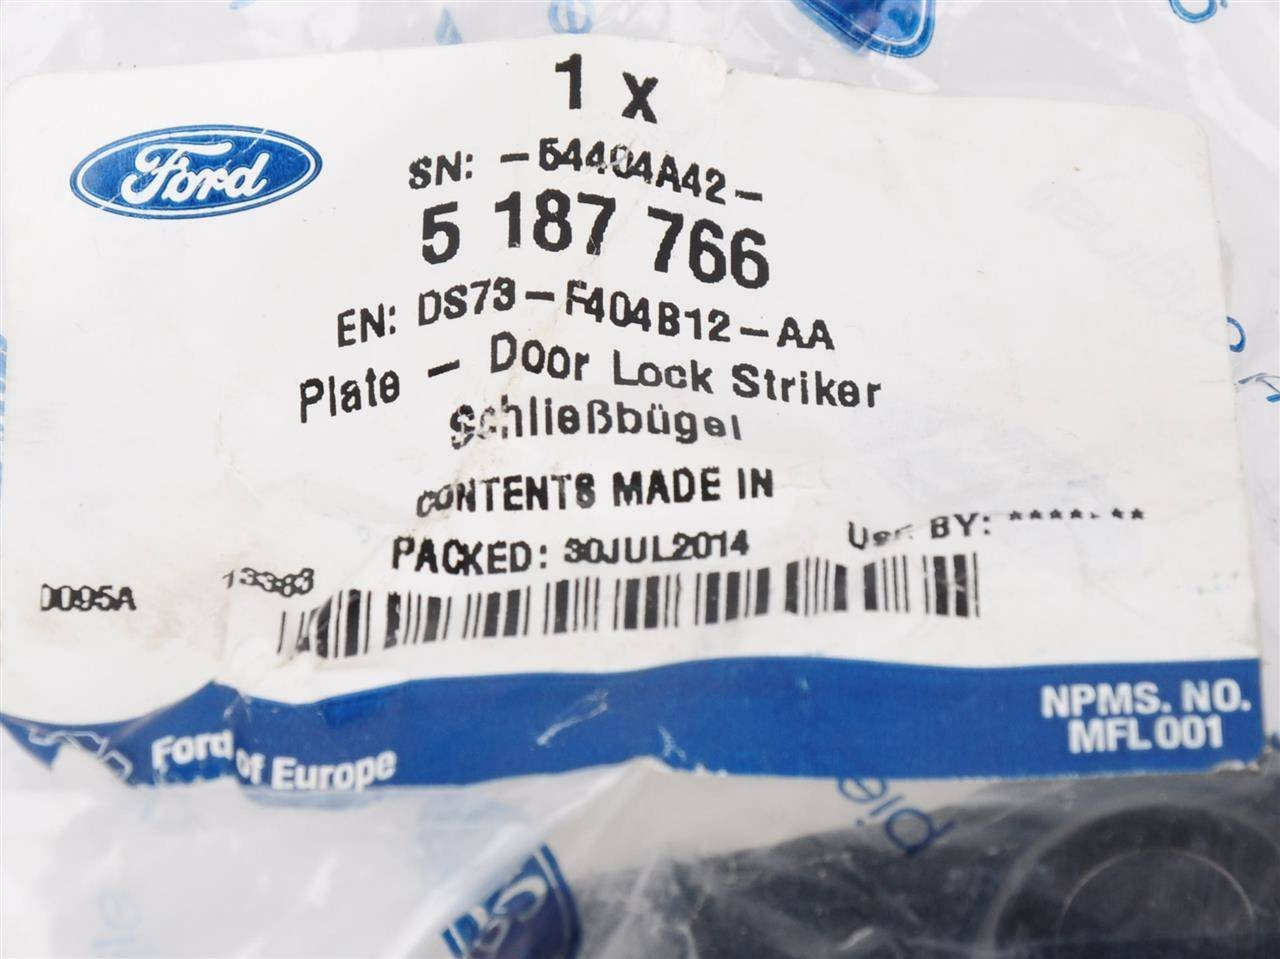 1 x
Ford
SN: -54404A42-
5 187 766
EN: DS73-F404B12-AA
Plate - Door Lock Striker
Schließbügel
CONTENTS MADE IN
PACKED: 30JUL2014 Use BY: *******
D095A 13383
NPMS. NO.
MFL 001
Ford of Europe